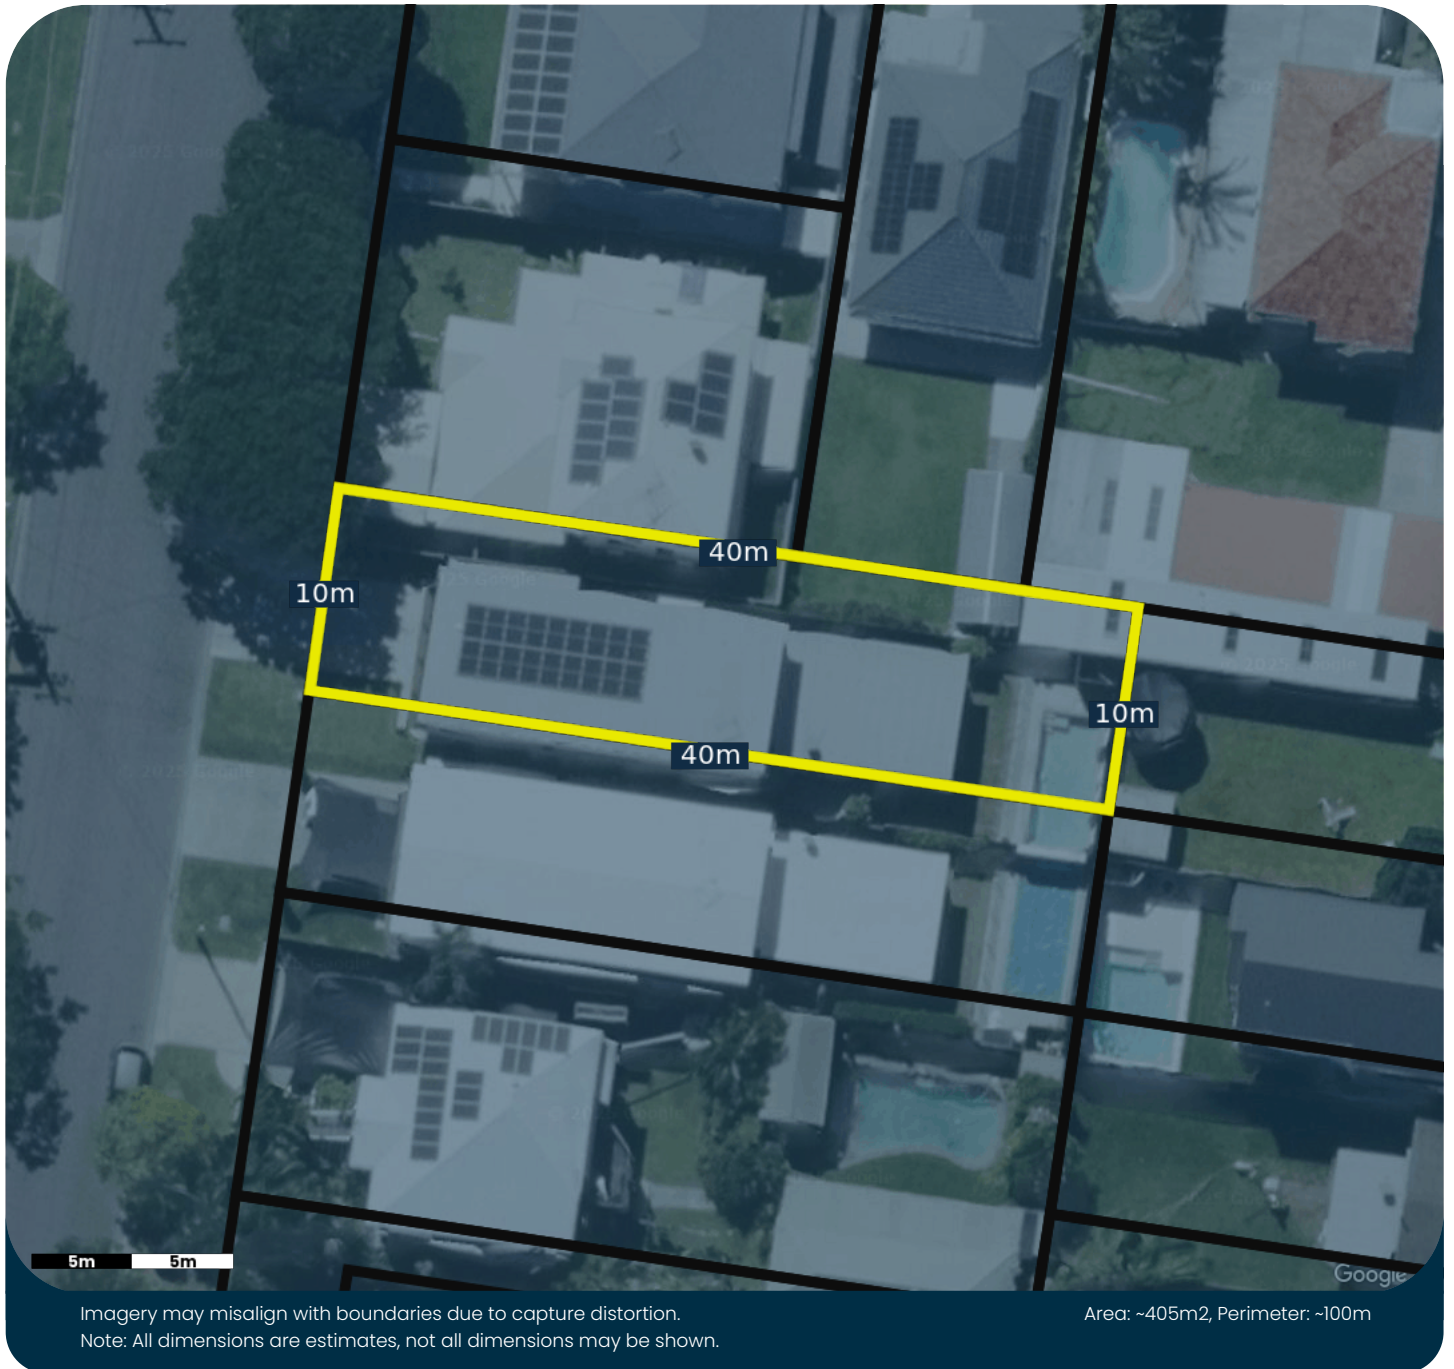 40m
10m
10m
40m
5m 5m
Google
Imagery may misalign with boundaries due to capture distortion.
Area: ~405m2, Perimeter: ~100m
Note: All dimensions are estimates, not all dimensions may be shown.